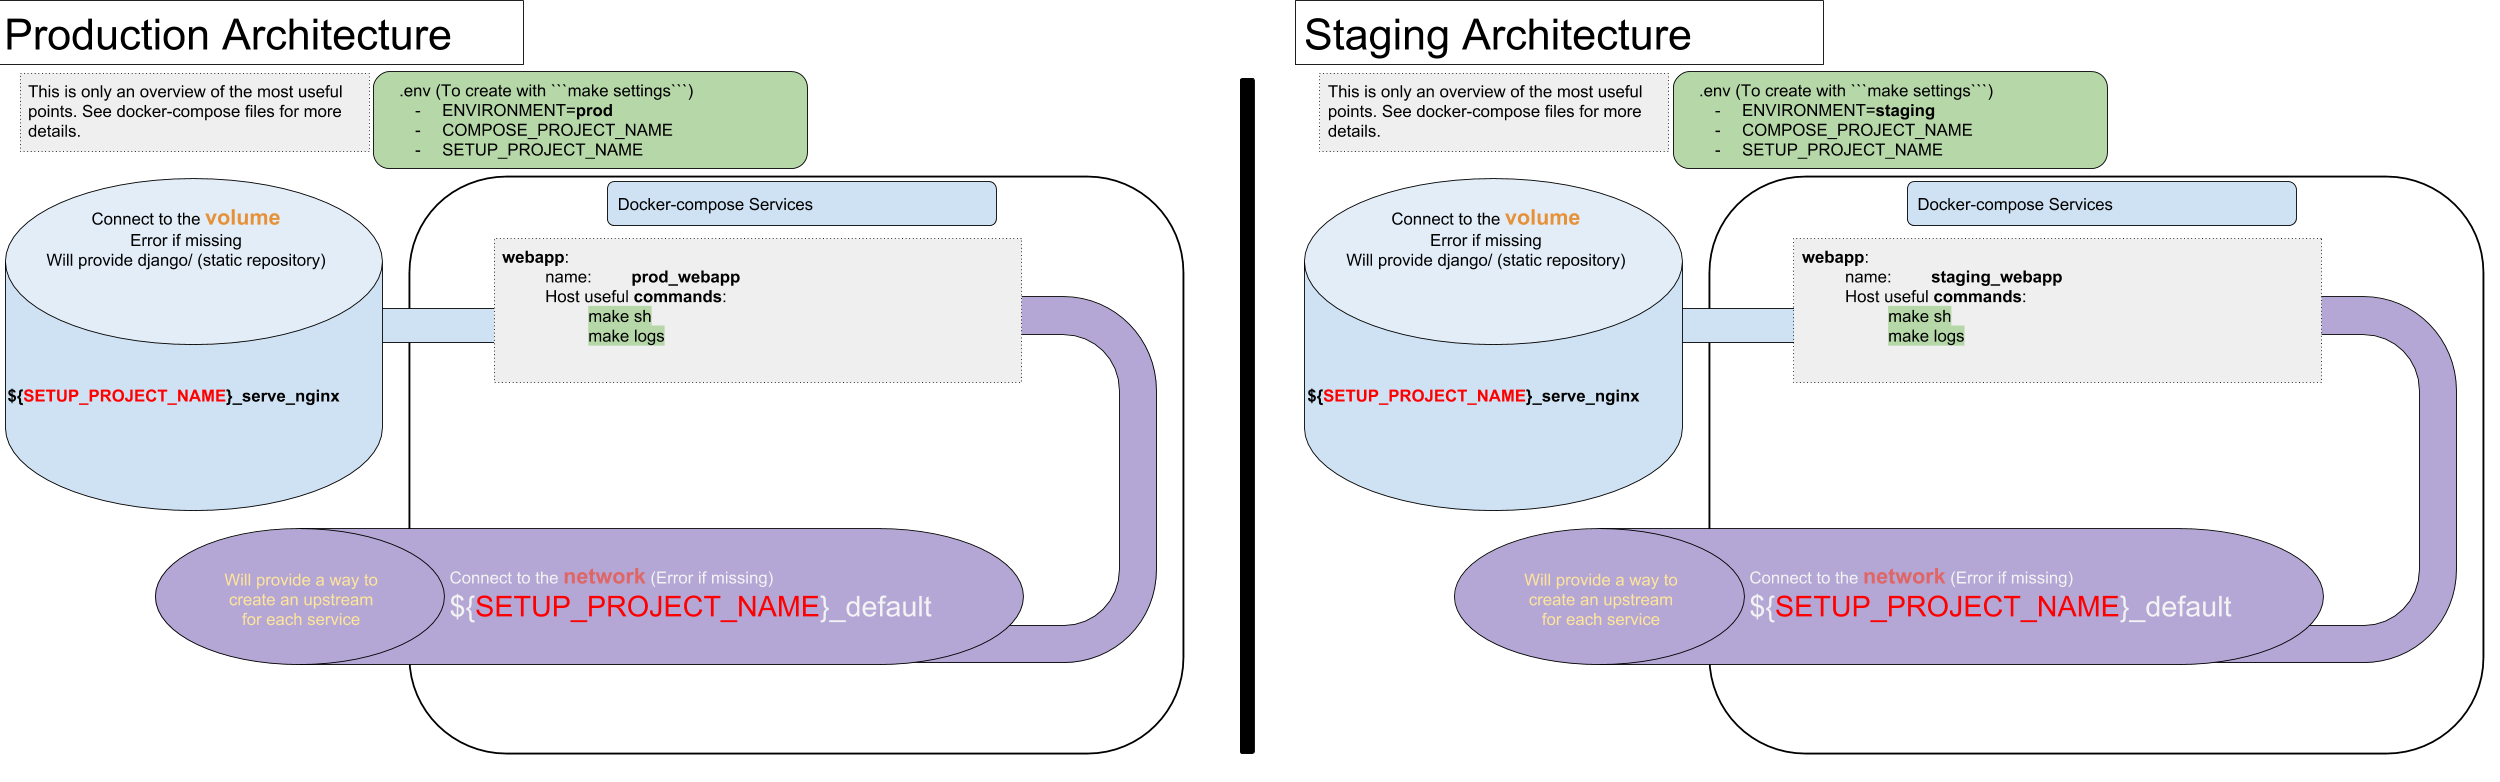 Production Architecture
This is only an overview of the most useful
points. See docker-compose files for more
details.
.env (To create with ```make settings```)
- ENVIRONMENT=prod
- COMPOSE_PROJECT_NAME
- SETUP_PROJECT_NAME
Connect to the volume
Error if missing
Will provide django/ (static repository)
${SETUP_PROJECT_NAME}_serve_nginx
Docker-compose Services
webapp:
name: prod_webapp
Host useful commands:
make sh
make logs
Will provide a way to
create an upstream
for each service
Connect to the network (Error if missing)
${SETUP_PROJECT_NAME}_default
Staging Architecture
This is only an overview of the most useful
points. See docker-compose files for more
details.
.env (To create with ```make settings```)
- ENVIRONMENT=staging
- COMPOSE_PROJECT_NAME
- SETUP_PROJECT_NAME
Connect to the volume
Error if missing
Will provide django/ (static repository)
${SETUP_PROJECT_NAME}_serve_nginx
Docker-compose Services
webapp:
name: staging_webapp
Host useful commands:
make sh
make logs
Will provide a way to
create an upstream
for each service
Connect to the network (Error if missing)
${SETUP_PROJECT_NAME}_default